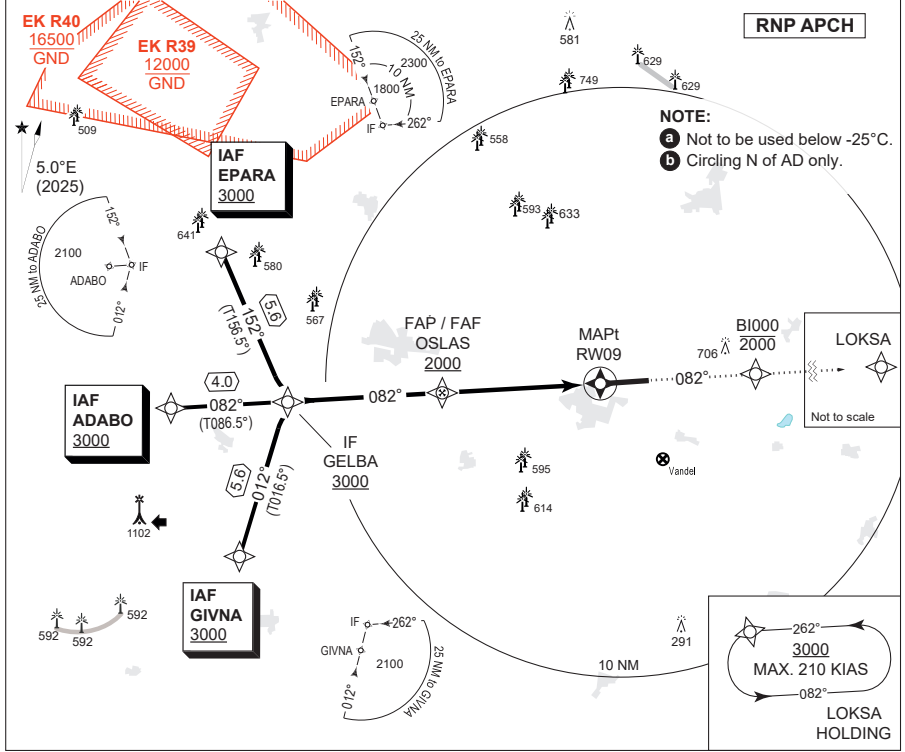 EK R40
16500
GND
EK R39
12000
GND
RNP APCH
581
629
629
749
NOTE:
a Not to be used below -25°C.
b Circling N of AD only.
25 NM to EPARA
152°
10 NM
2300
1800
EPARA
IF
262°
509
558
5.0°E
(2025)
IAF
EPARA
3000
593
633
641
580
567
25 NM to ADABO
152°
2100
ADABO
IF
012°
5.6
152°
(T156.5°)
FAP / FAF
OSLAS
2000
MAPt
RW09
706
BI000
2000
LOKSA
Not to scale
IAF
ADABO
3000
4.0
082°
(T086.5°)
082°
082°
IF
GELBA
3000
5.6
012°
(T016.5°)
595
614
Vandel
1102
IAF
GIVNA
3000
592
592
592
IF
262°
GIVNA
2100
012°
25 NM to GIVNA
291
10 NM
262°
3000
MAX. 210 KIAS
082°
LOKSA
HOLDING